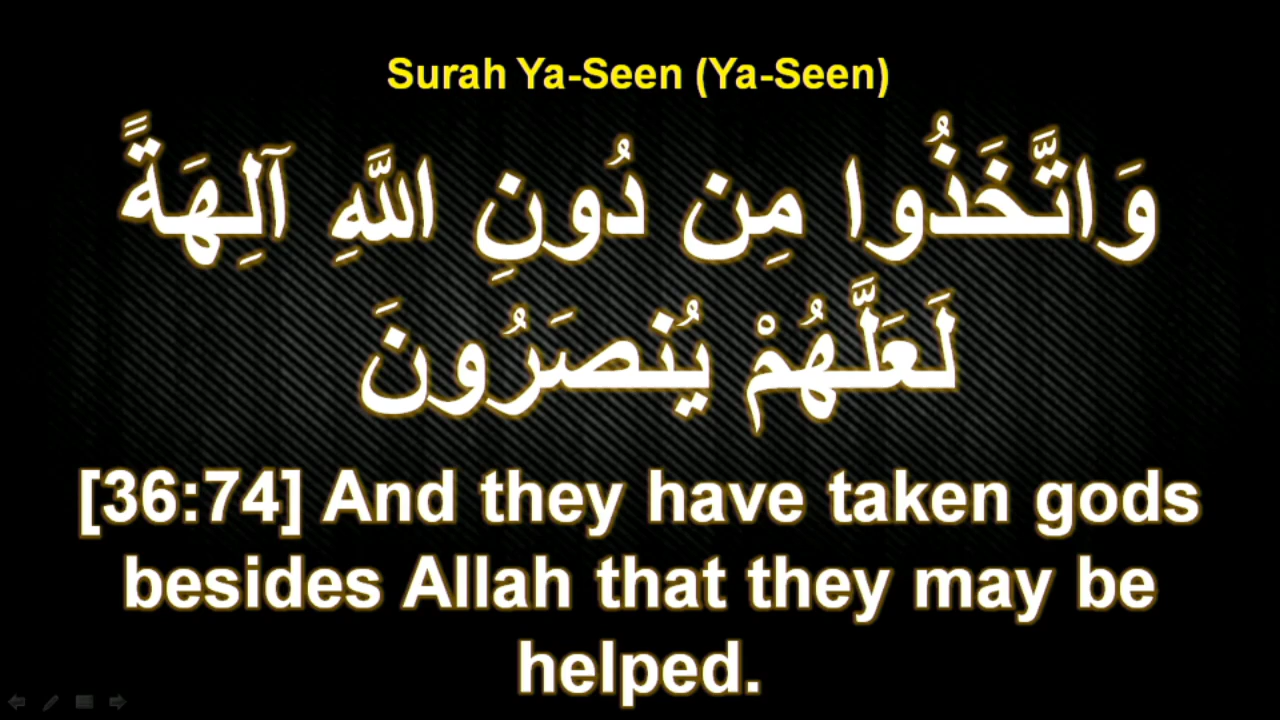 Surah Ya-Seen (Ya-Seen)
وَاتَّخَذُوا مِن دُونِ اللَّهِ آلِهَةً
لَعَلَّهُمْ يُنصَرُونَ
[36:74] And they have taken gods
besides Allah that they may be
helped.